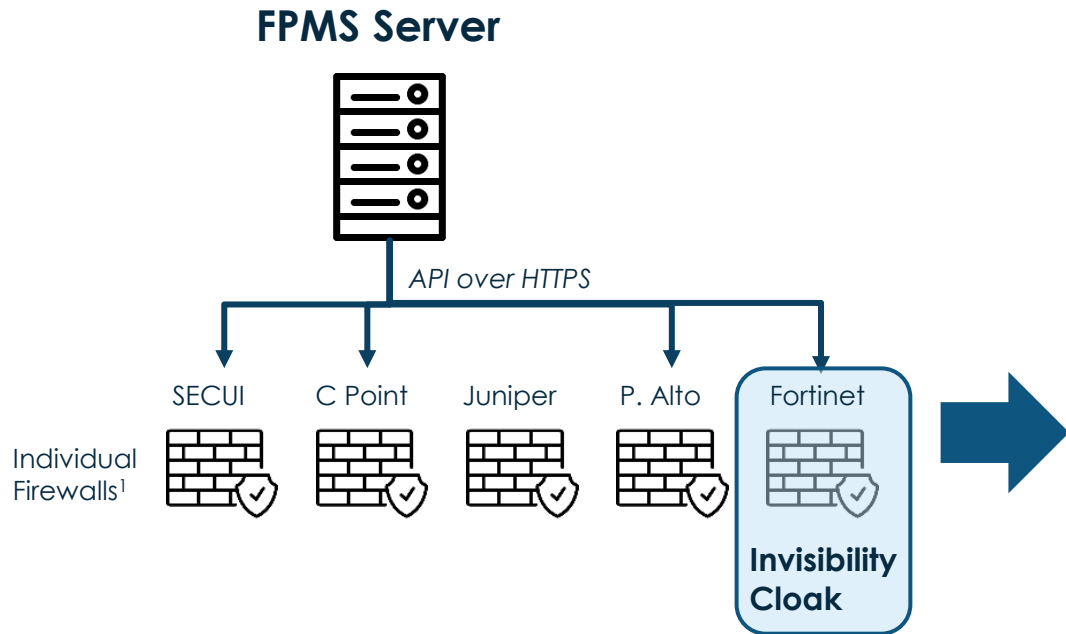 FPMS Server
API over HTTPS
SECUI
C Point
Juniper
P. Alto
Fortinet
Individual
Firewalls¹
Invisibility
Cloak